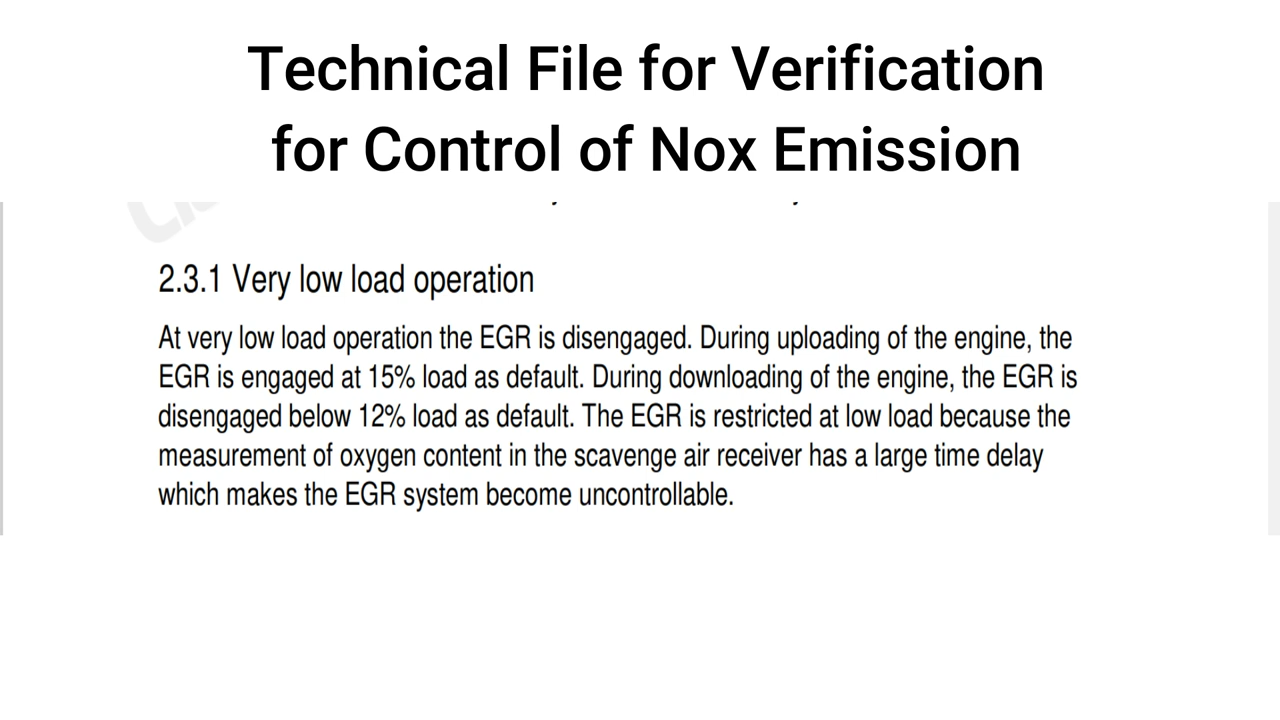 Technical File for Verification
for Control of Nox Emission
2.3.1 Very low load operation
At very low load operation the EGR is disengaged. During uploading of the engine, the
EGR is engaged at 15% load as default. During downloading of the engine, the EGR is
disengaged below 12% load as default. The EGR is restricted at low load because the
measurement of oxygen content in the scavenge air receiver has a large time delay
which makes the EGR system become uncontrollable.